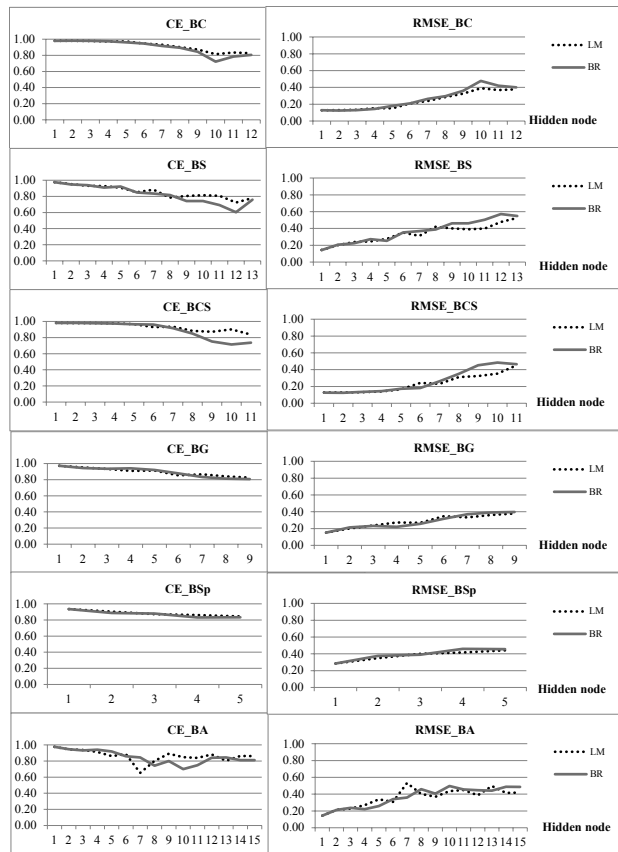 CE_BC
1.00
0.80
0.60
0.40
0.20
0.00
1 2 3 4 5 6 7 8 9 10 11 12
RMSE_BC
1.00
0.80
0.60
0.40
0.20
0.00
1 2 3 4 5 6 7 8 9 10 11 12
LM
BR
Hidden node
CE_BS
1.00
0.80
0.60
0.40
0.20
0.00
1 2 3 4 5 6 7 8 9 10 11 12 13
RMSE_BS
1.00
0.80
0.60
0.40
0.20
0.00
1 2 3 4 5 6 7 8 9 10 11 12 13
LM
BR
Hidden node
CE_BCS
1.00
0.80
0.60
0.40
0.20
0.00
1 2 3 4 5 6 7 8 9 10 11
RMSE_BCS
1.00
0.80
0.60
0.40
0.20
0.00
1 2 3 4 5 6 7 8 9 10 11
LM
BR
Hidden node
CE_BG
1.00
0.80
0.60
0.40
0.20
0.00
1 2 3 4 5 6 7 8 9
RMSE_BG
1.00
0.80
0.60
0.40
0.20
0.00
1 2 3 4 5 6 7 8 9
LM
BR
Hidden node
CE_BSp
1.00
0.80
0.60
0.40
0.20
0.00
1 2 3 4 5
RMSE_BSp
1.00
0.80
0.60
0.40
0.20
0.00
1 2 3 4 5
LM
BR
Hidden node
CE_BA
1.00
0.80
0.60
0.40
0.20
0.00
1 2 3 4 5 6 7 8 9 10 11 12 13 14 15
RMSE_BA
1.00
0.80
0.60
0.40
0.20
0.00
1 2 3 4 5 6 7 8 9 10 11 12 13 14 15
LM
BR
Hidden node